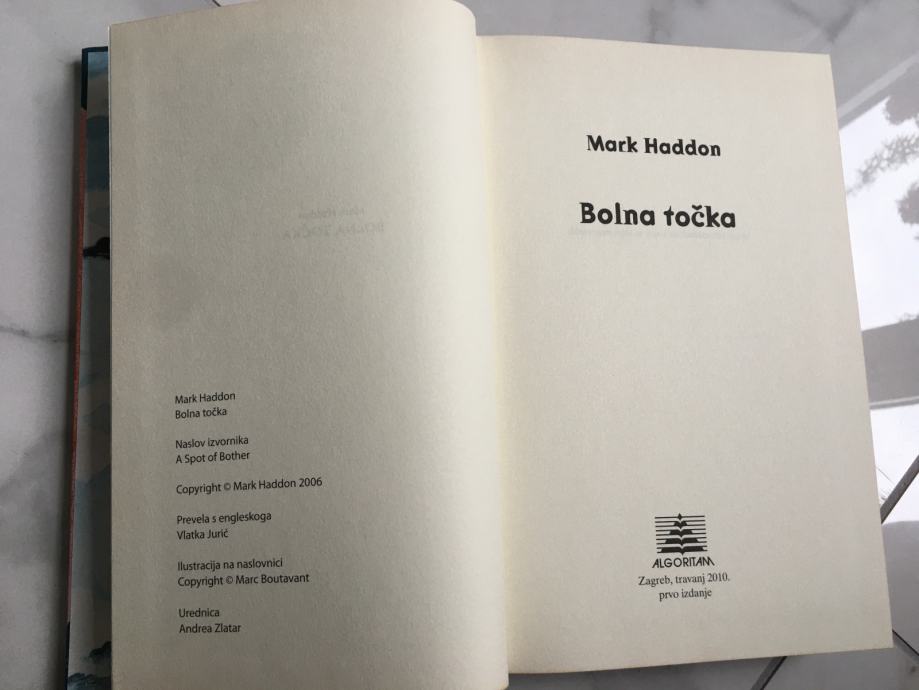 Mark Haddon
Bolna točka
Naslov izvornika
A Spot of Bother
Copyright © Mark Haddon 2006
Prevela s engleskoga
Vlatka Jurić
Ilustracija na naslovnici
Copyright © Marc Boutavant
Urednica
Andrea Zlatar
Mark Haddon
Bolna točka
ALGORITAM
Zagreb, travanj 2010.
prvo izdanje